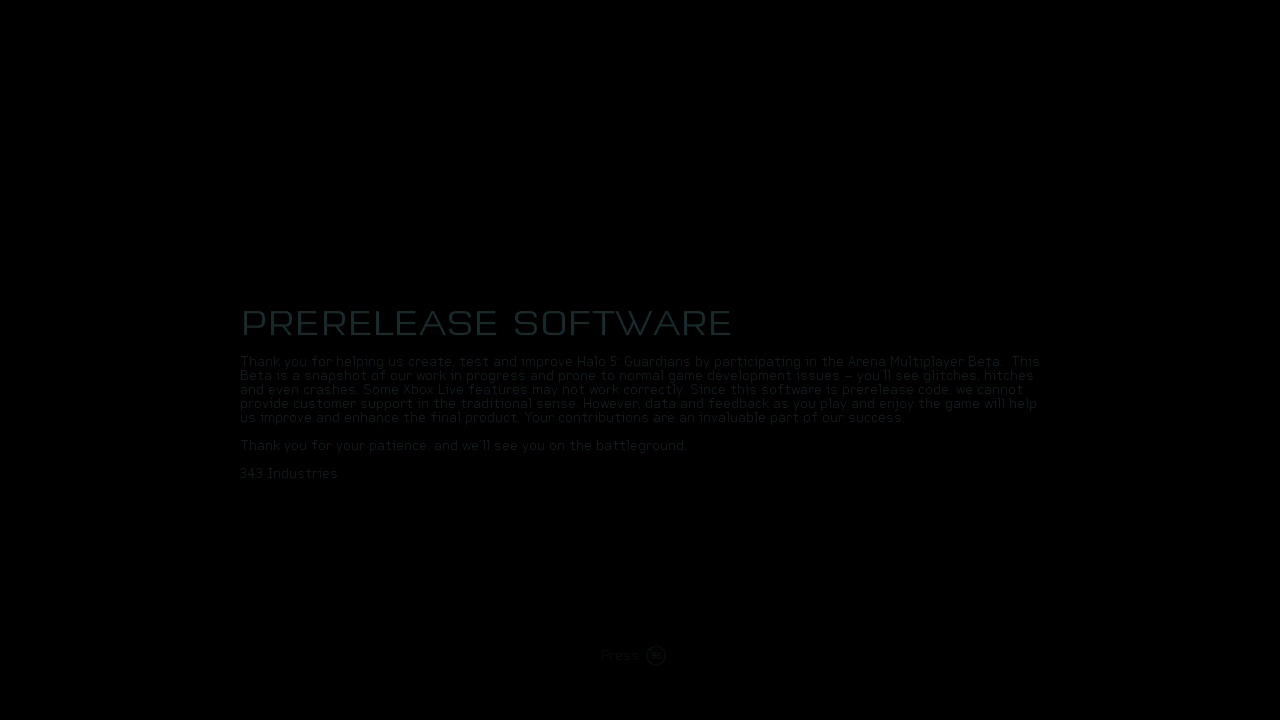 PRERELEASE SOFTWARE
Thank you for helping us create, test and improve Halo 5: Guardians by participating in the Arena Multiplayer Beta.  This
Beta is a snapshot of our work in progress and prone to normal game development issues – you'll see glitches, hitches
and even crashes. Some Xbox Live features may not work correctly. Since this software is prerelease code, we cannot
provide customer support in the traditional sense. However, data and feedback as you play and enjoy the game will help
us improve and enhance the final product. Your contributions are an invaluable part of our success.
Thank you for your patience, and we'll see you on the battleground.
343 Industries
Press